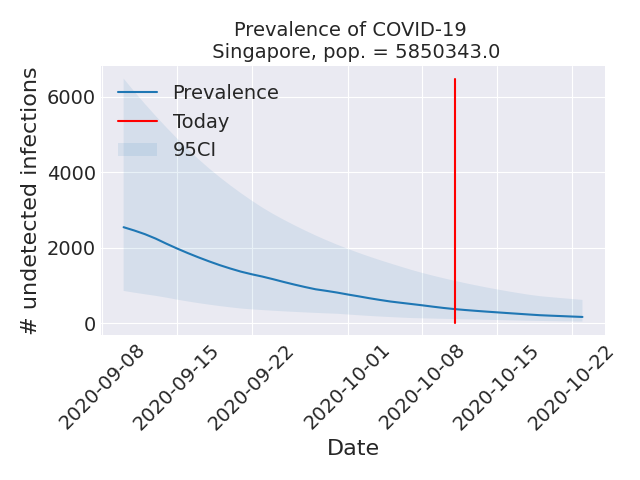 Prevalence of COVID-19
Singapore, pop. = 5850343.0
# undetected infections
6000
4000
2000
0
Prevalence
Today
95CI
2020-09-08
2020-09-15
2020-09-22
2020-10-01
2020-10-08
2020-10-15
2020-10-22
Date